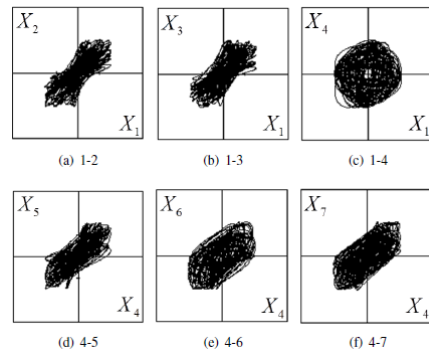 X₂
X₁
(a) 1-2
X₃
X₁
(b) 1-3
X₄
X₁
(c) 1-4
X₅
X₄
(d) 4-5
X₆
X₄
(e) 4-6
X₇
X₄
(f) 4-7